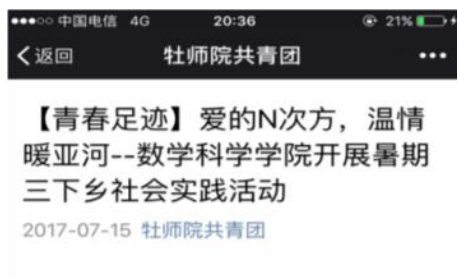 中国电信 4G 20:36 21%
返回 牡师院共青团
【青春足迹】爱的N次方，温情
暖亚河--数学科学学院开展暑期
三下乡社会实践活动
2017-07-15 牡师院共青团